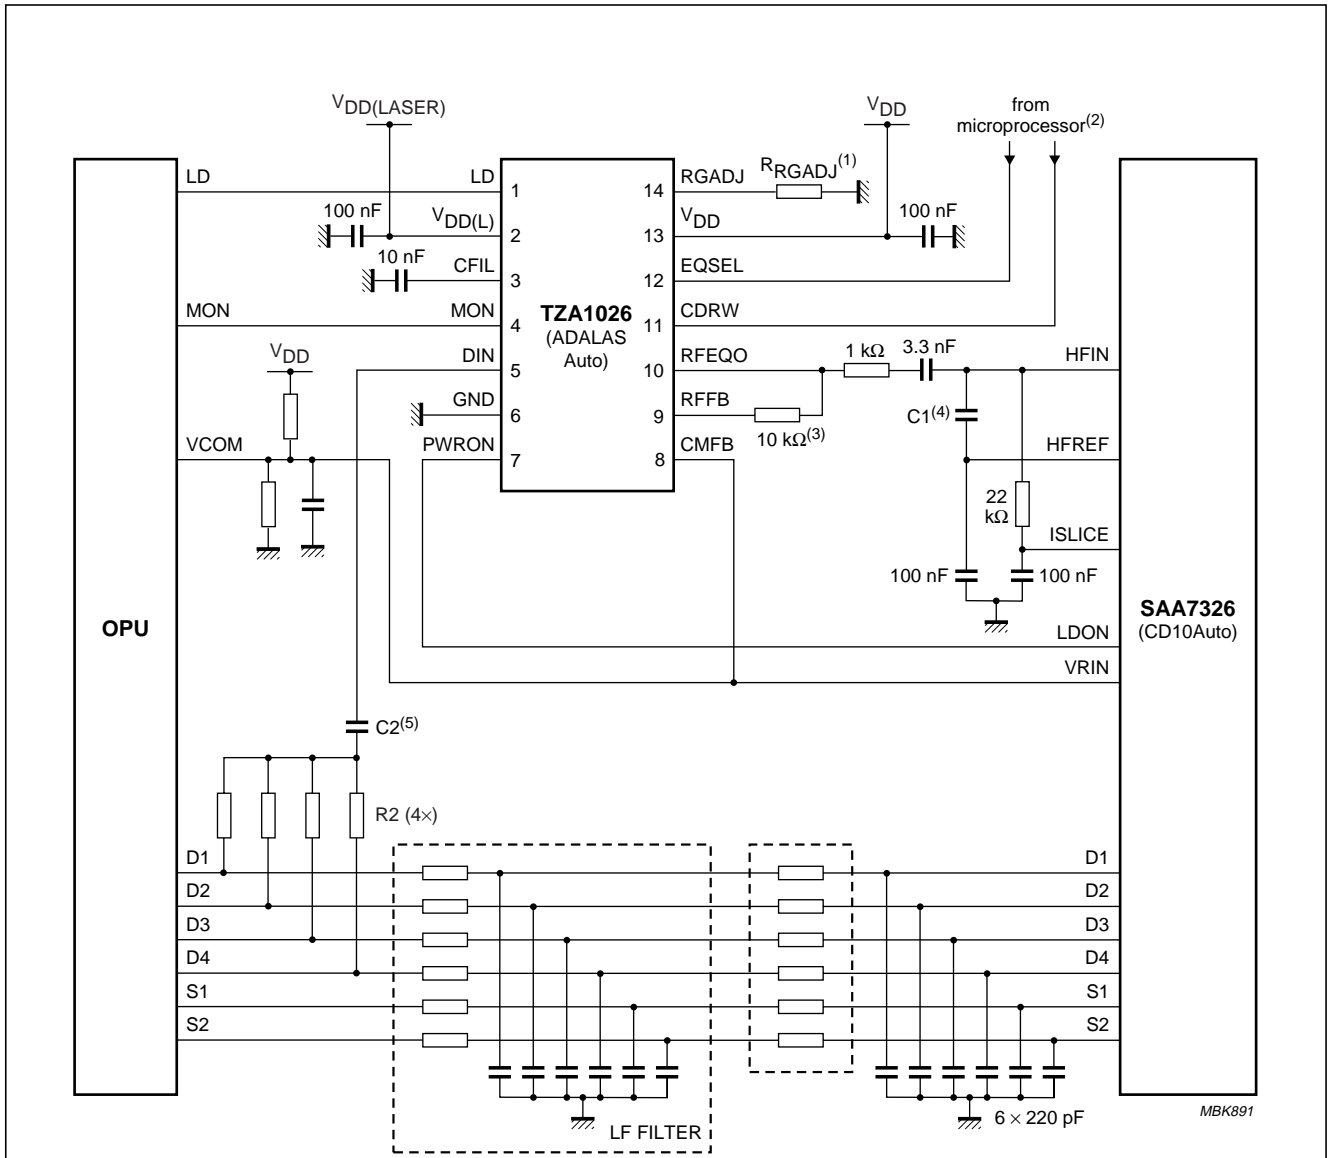 VDD(LASER)
VDD
from
microprocessor(2)
LD
LD
1
14
RGADJ
RRGADJ(1)
100 nF
VDD(L)
2
13
VDD
100 nF
10 nF
CFIL
3
12
EQSEL
MON
MON
4
TZA1026
(ADALAS
Auto)
11
CDRW
VDD
DIN
5
10
RFEQO
1 kΩ
3.3 nF
HFIN
GND
6
9
RFFB
10 kΩ(3)
C1(4)
VCOM
PWRON
7
8
CMFB
HFREF
22
kΩ
ISLICE
100 nF
100 nF
OPU
SAA7326
(CD10Auto)
LDON
VRIN
C2(5)
R2 (4×)
D1
D1
D2
D2
D3
D3
D4
D4
S1
S1
S2
S2
LF FILTER
6 × 220 pF
MBK891